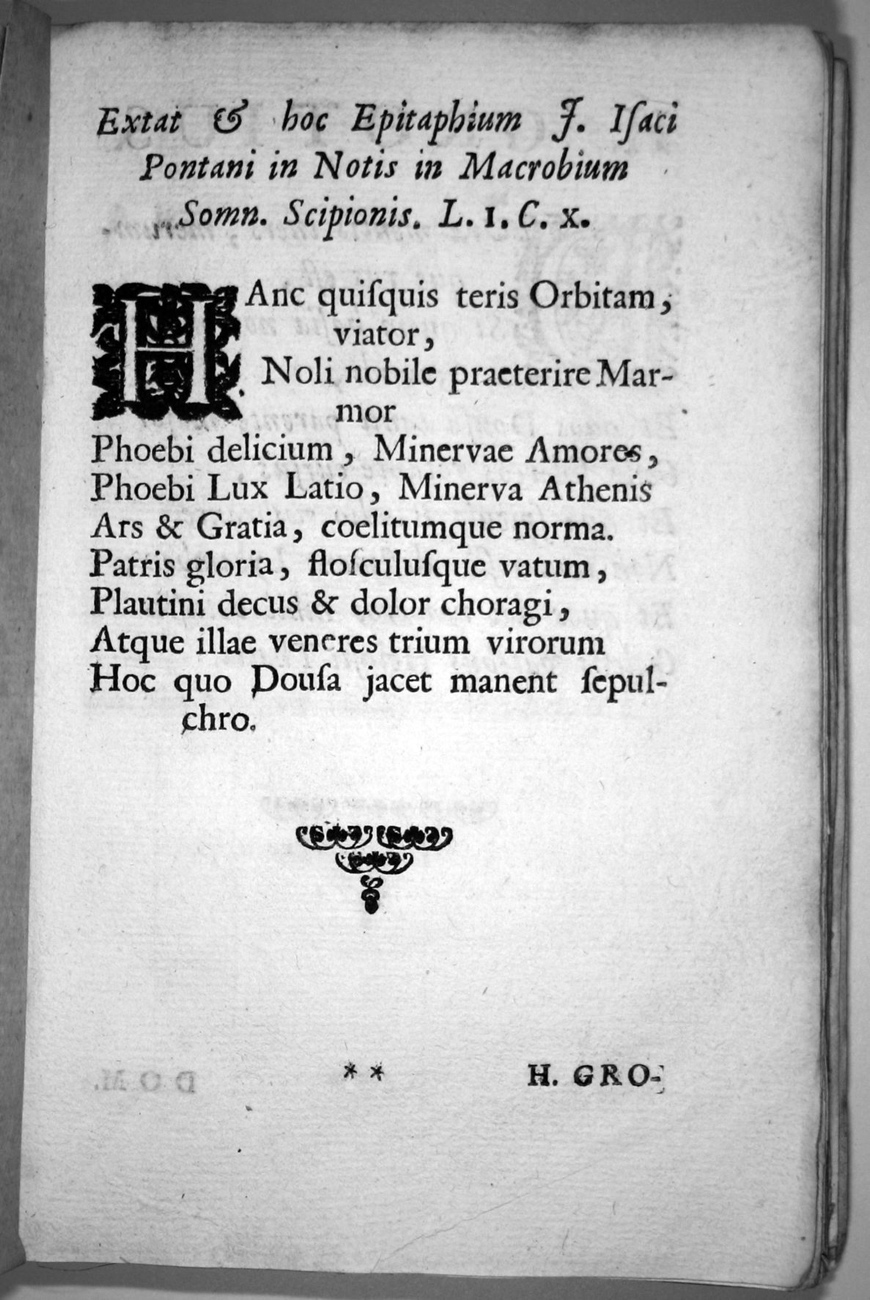 Extat & hoc Epitaphium J. Iſaci
Pontani in Notis in Macrobium
Somn. Scipionis. L. 1. C. x.
HAnc quiſquis teris Orbitam,
viator,
Noli nobile praeterire Mar-
mor
Phoebi delicium, Minervae Amores,
Phoebi Lux Latio, Minerva Athenis
Ars & Gratia, coelitumque norma.
Patris gloria, floſculuſque vatum,
Plautini decus & dolor choragi,
Atque illae veneres trium virorum
Hoc quo Douſa jacet manent ſepul-
chro.
** H. GRO-